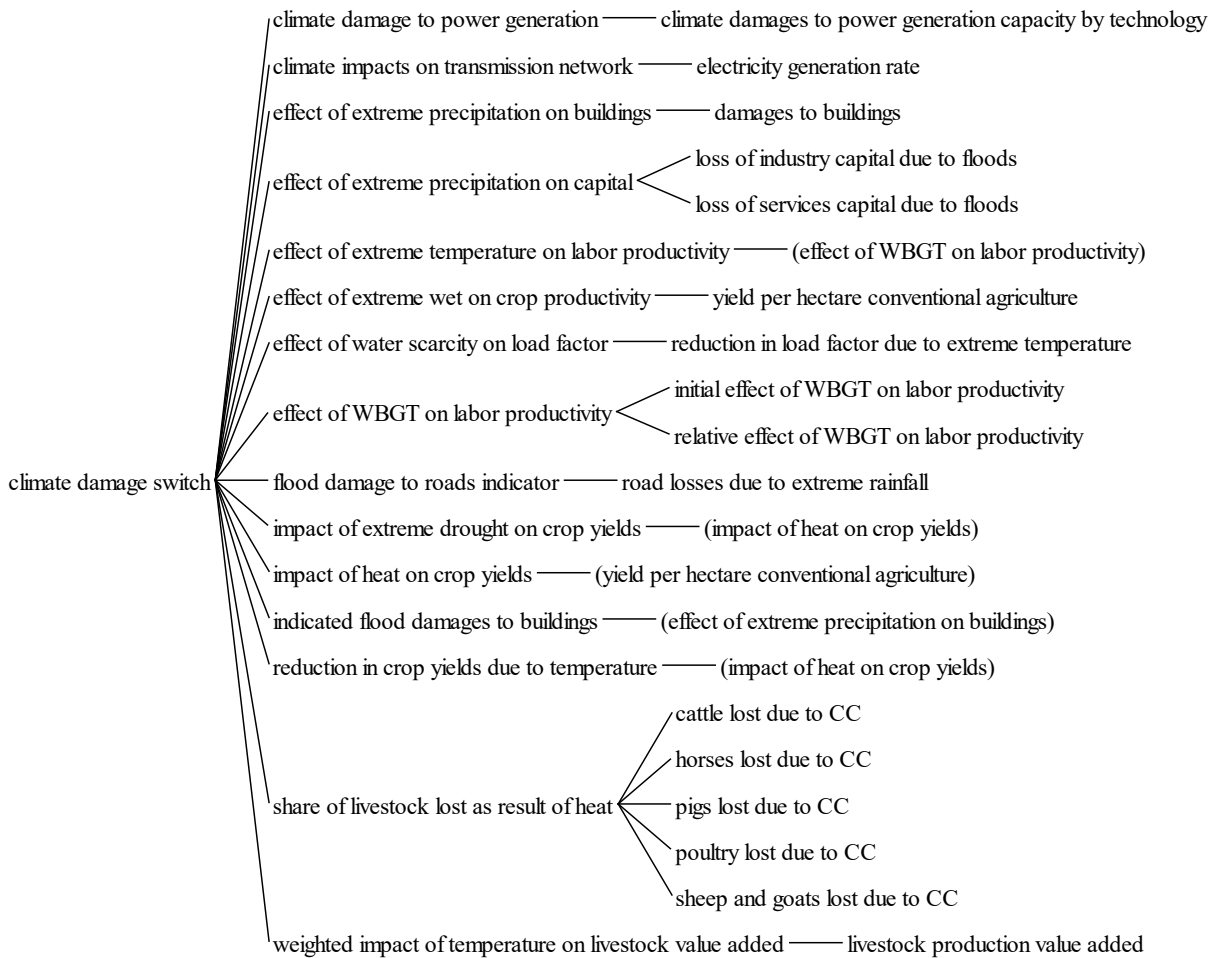 climate damage to power generation climate damages to power generation capacity by technology
climate impacts on transmission network electricity generation rate
effect of extreme precipitation on buildings damages to buildings
loss of industry capital due to floods
effect of extreme precipitation on capital
loss of services capital due to floods
effect of extreme temperature on labor productivity (effect of WBGT on labor productivity)
effect of extreme wet on crop productivity yield per hectare conventional agriculture
effect of water scarcity on load factor reduction in load factor due to extreme temperature
initial effect of WBGT on labor productivity
effect of WBGT on labor productivity
relative effect of WBGT on labor productivity
climate damage switch flood damage to roads indicator road losses due to extreme rainfall
impact of extreme drought on crop yields (impact of heat on crop yields)
impact of heat on crop yields (yield per hectare conventional agriculture)
indicated flood damages to buildings (effect of extreme precipitation on buildings)
reduction in crop yields due to temperature (impact of heat on crop yields)
cattle lost due to CC
horses lost due to CC
share of livestock lost as result of heat pigs lost due to CC
poultry lost due to CC
sheep and goats lost due to CC
weighted impact of temperature on livestock value added livestock production value added